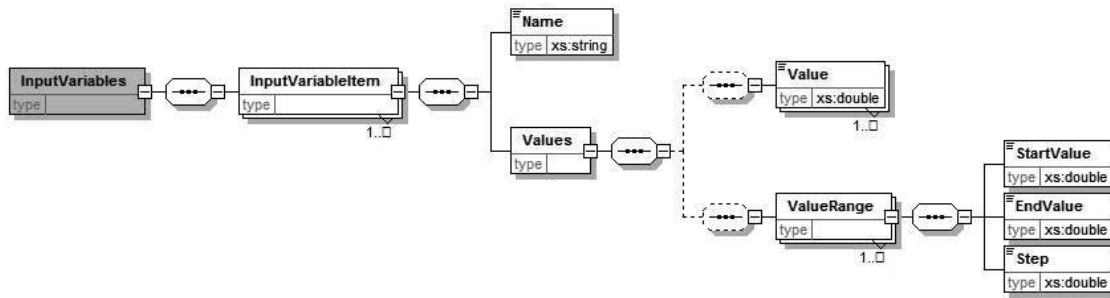 InputVariables
type
InputVariableItem
type
1..□
Name
type xs:string
Values
type
Value
type xs:double
1..□
ValueRange
type
1..□
StartValue
type xs:double
EndValue
type xs:double
Step
type xs:double